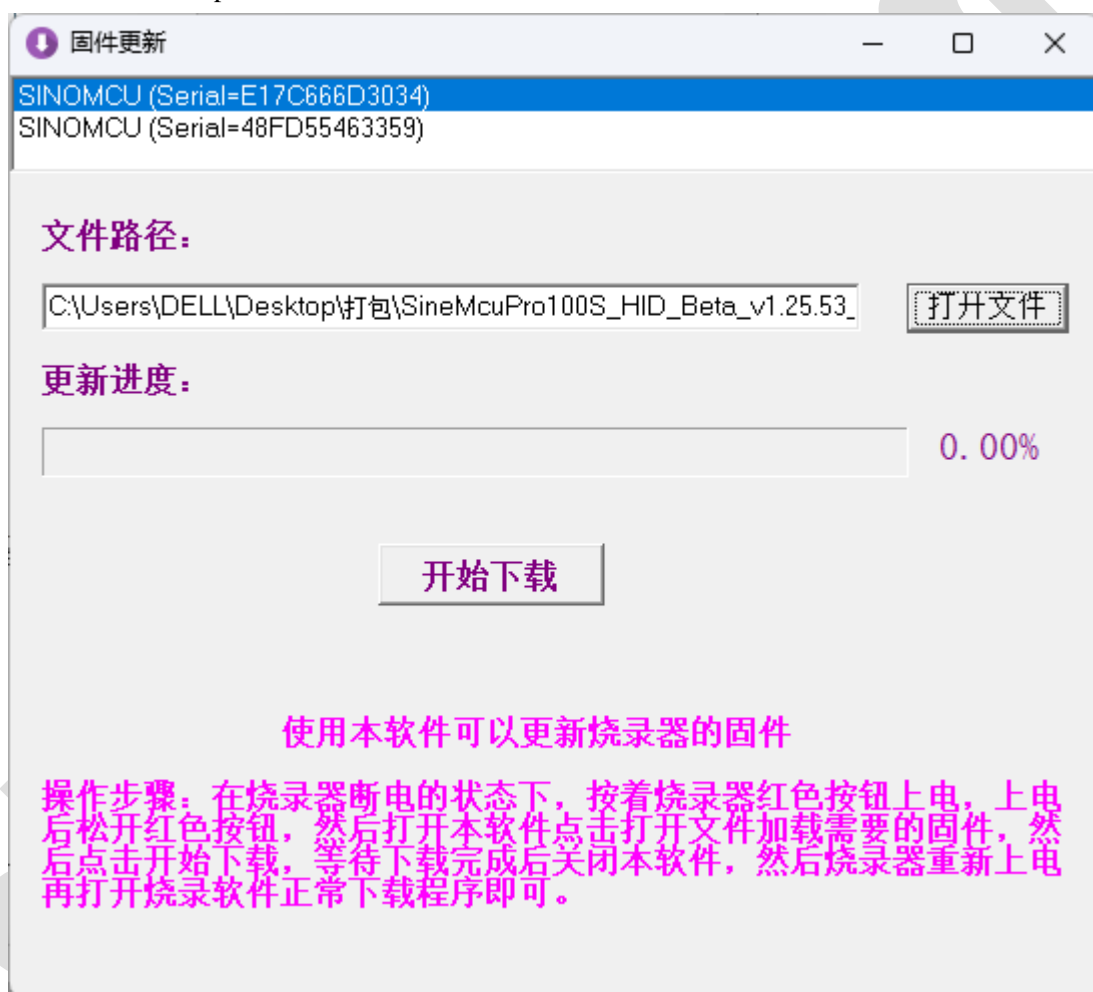 固件更新
SINOMCU (Serial=E17C666D3034)
SINOMCU (Serial=48FD55463359)
文件路径：
C:\Users\DELL\Desktop\打包\SineMcuPro100S_HID_Beta_v1.25.53_
打开文件
更新进度：
0.00%
开始下载
使用本软件可以更新烧录器的固件
操作步骤：在烧录器断电的状态下，按着烧录器红色按钮上电，上电
后松开红色按钮，然后打开本软件点击打开文件加载需要的固件，然
后点击开始下载，等待下载完成后关闭本软件，然后烧录器重新上电
再打开烧录软件正常下载程序即可。